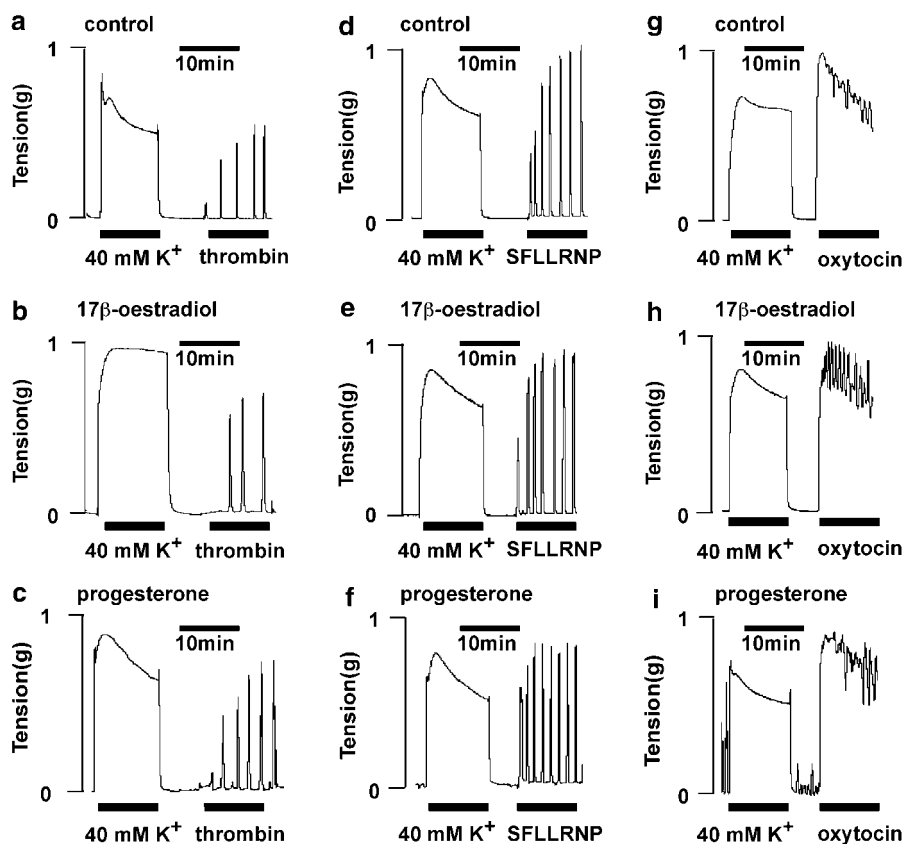 a
control
1
10min
Tension(g)
0
40 mM K+
thrombin
d
control
1
10min
Tension(g)
0
40 mM K+
SFLLRNP
g
control
1
10min
Tension(g)
0
40 mM K+
oxytocin
b
17β-oestradiol
1
10min
Tension(g)
0
40 mM K+
thrombin
e
17β-oestradiol
1
10min
Tension(g)
0
40 mM K+
SFLLRNP
h
17β-oestradiol
1
10min
Tension(g)
0
40 mM K+
oxytocin
c
progesterone
1
10min
Tension(g)
0
40 mM K+
thrombin
f
progesterone
1
10min
Tension(g)
0
40 mM K+
SFLLRNP
i
progesterone
1
10min
Tension(g)
0
40 mM K+
oxytocin